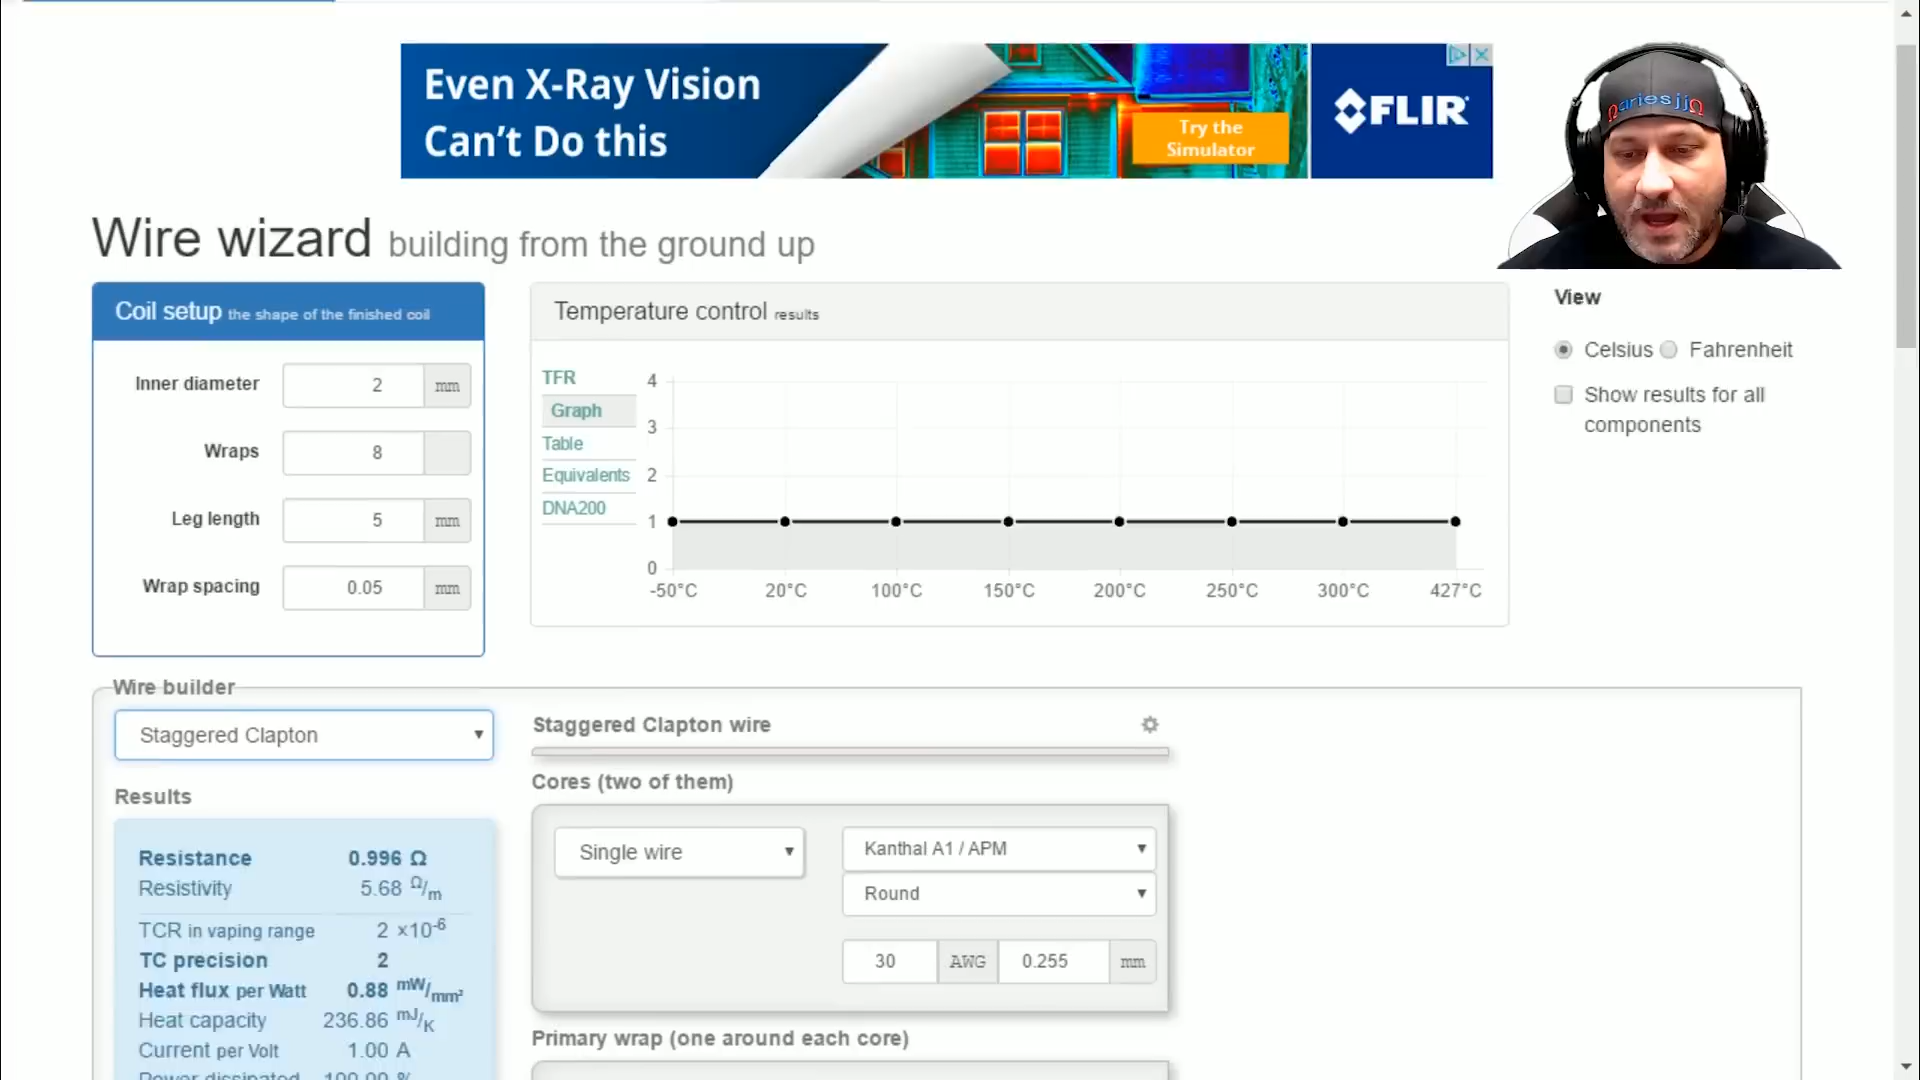 Even X-Ray Vision
Can't Do this
Try the
Simulator
FLIR
ΩariesjjΩ
Wire wizard building from the ground up
Coil setup the shape of the finished coil
Inner diameter 2 mm
Wraps 8
Leg length 5 mm
Wrap spacing 0.05 mm
Temperature control results
TFR
Graph
Table
Equivalents
DNA200
4
3
2
1
0
-50°C 20°C 100°C 150°C 200°C 250°C 300°C 427°C
View
Celsius Fahrenheit
Show results for all
components
Wire builder
Staggered Clapton
Results
Resistance 0.996 Ω
Resistivity 5.68 Ω/m
TCR in vaping range 2 ×10-6
TC precision 2
Heat flux per Watt 0.88 mW/mm²
Heat capacity 236.86 mJ/K
Current per Volt 1.00 A
Power dissipated 100.00 %
Staggered Clapton wire
Cores (two of them)
Single wire
Kanthal A1 / APM
Round
30 AWG 0.255 mm
Primary wrap (one around each core)